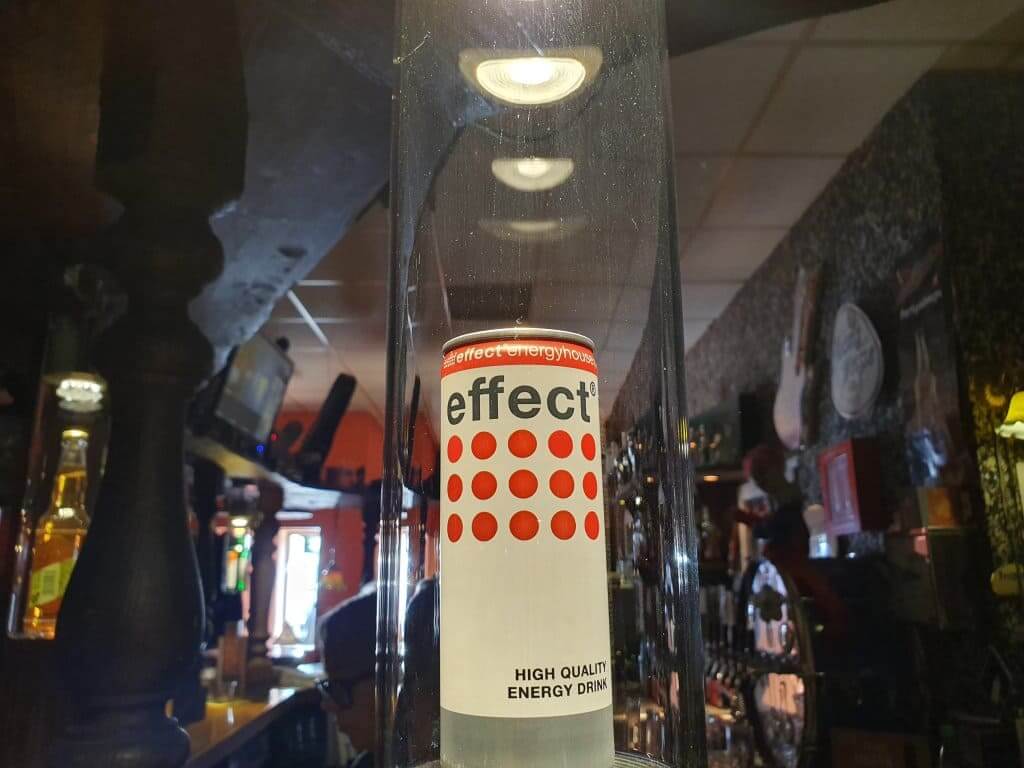 effect® energyhouse
effect®
HIGH QUALITY
ENERGY DRINK